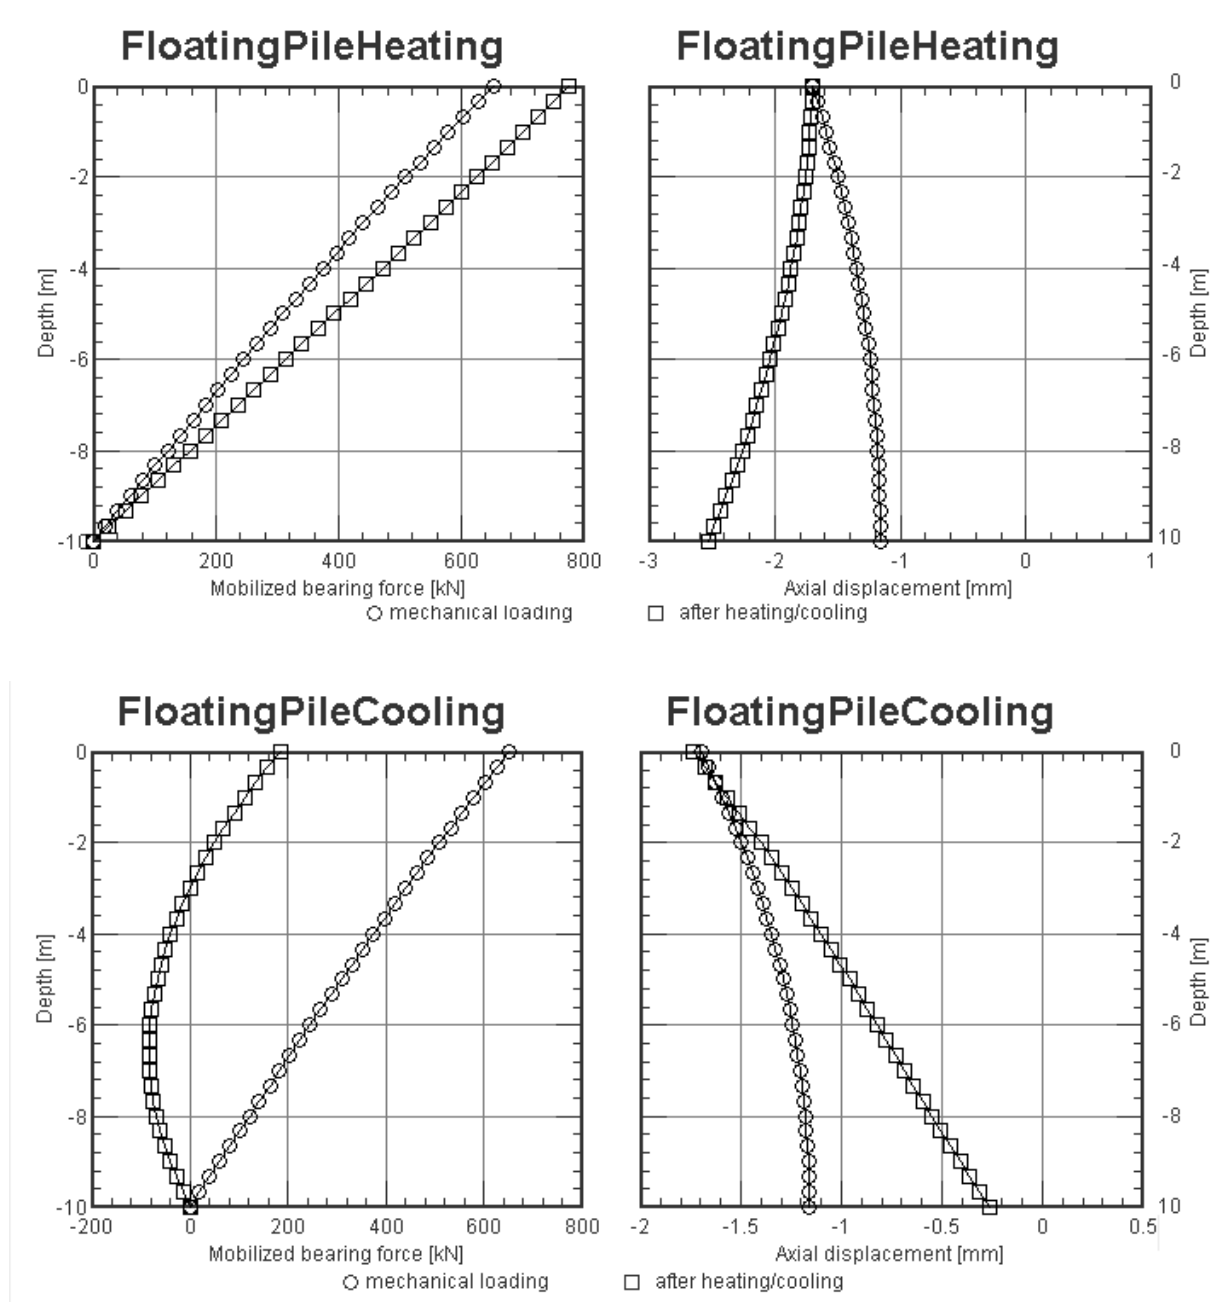 FloatingPileHeating FloatingPileHeating
0 0
-2 -2
-4 -4
Depth [m] Depth [m]
-6 -6
-8 -8
-10 10
0 200 400 600 800 -3 -2 -1 0 1
Mobilized bearing force [kN] Axial displacement [mm]
mechanical loading after heating/cooling
FloatingPileCooling FloatingPileCooling
0 0
-2 -2
-4 -4
Depth [m] Depth [m]
-6 -6
-8 -8
-10 10
-200 0 200 400 600 800 -2 -1.5 -1 -0.5 0 0.5
Mobilized bearing force [kN] Axial displacement [mm]
mechanical loading after heating/cooling